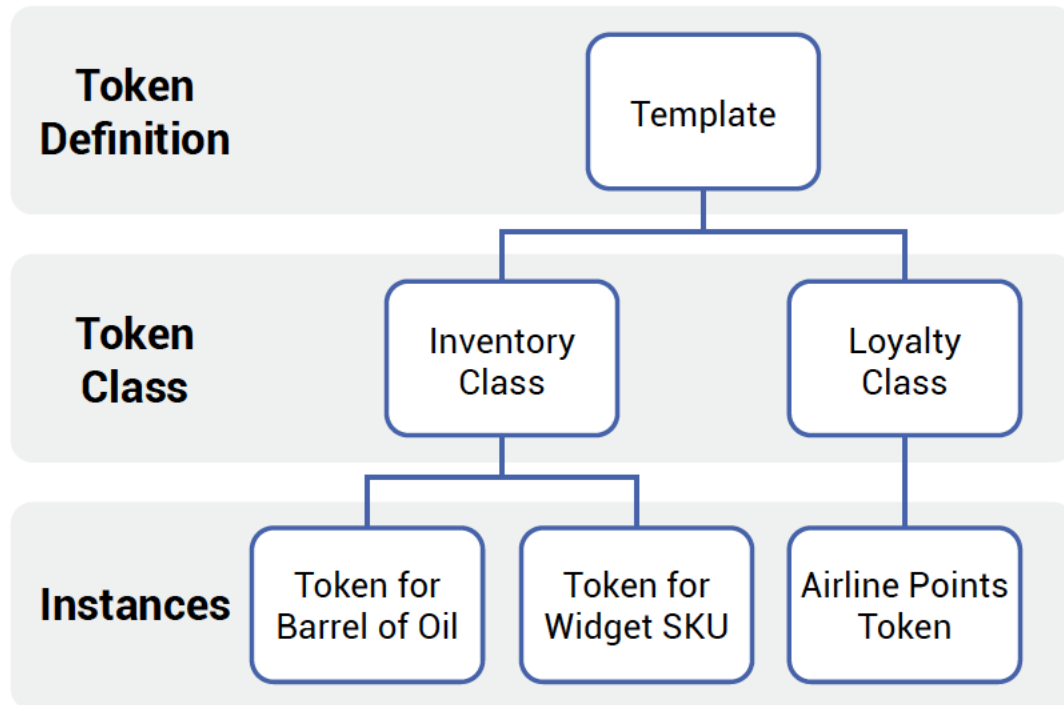 Token
Definition
Template
Token
Class
Inventory
Class
Loyalty
Class
Instances
Token for
Barrel of Oil
Token for
Widget SKU
Airline Points
Token